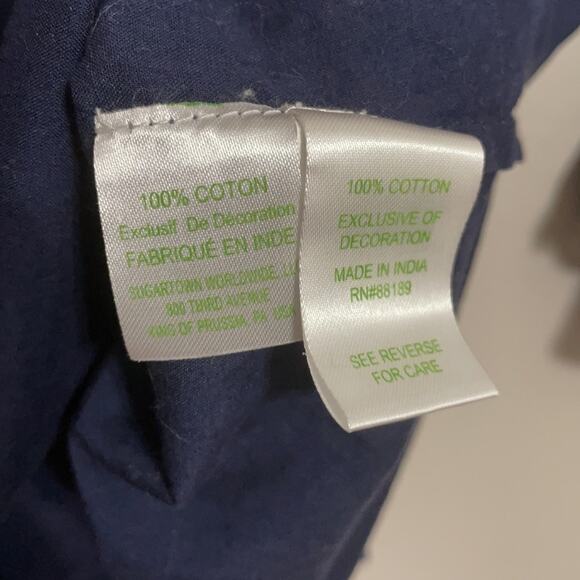 100% COTON
Exclusif De Décoration
FABRIQUÉ EN INDE
SUGARTOWN WORLDWIDE, LL
THIRD AVENUE
KING OF PRUSSIA, PA USA
100% COTTON
EXCLUSIVE OF
DECORATION
MADE IN INDIA
RN#88189
SEE REVERSE
FOR CARE